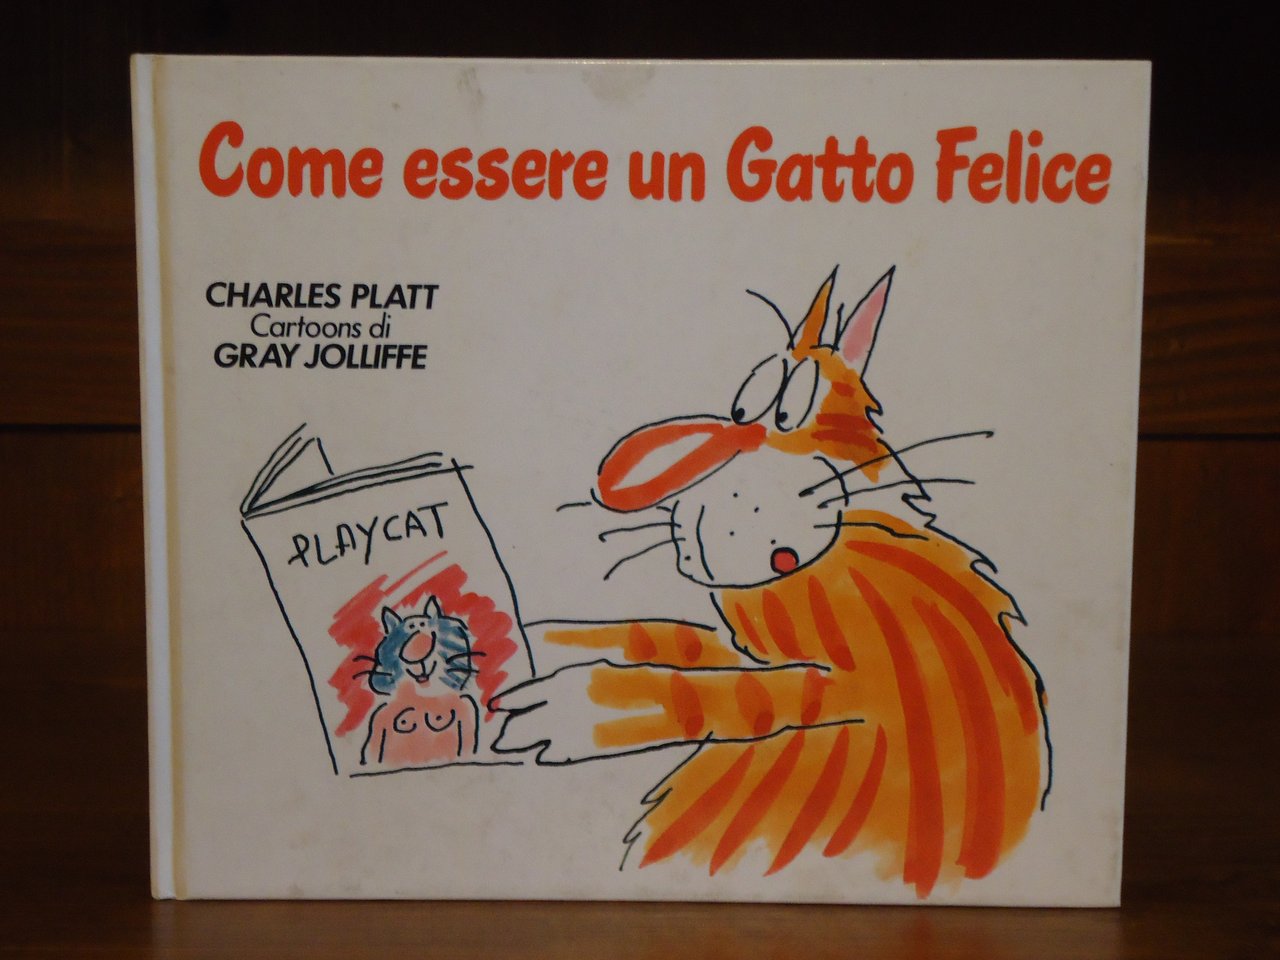 Come essere un Gatto Felice
CHARLES PLATT
Cartoons di
GRAY JOLLIFFE
PLAYCAT